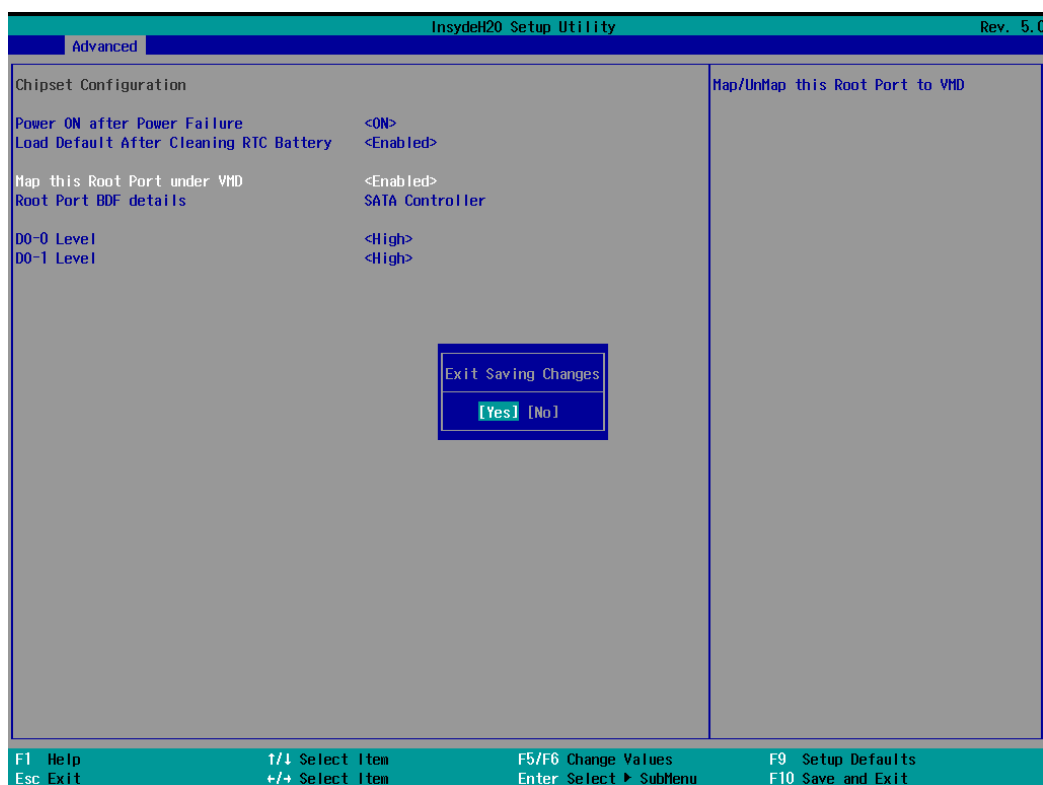 InsydeH20 Setup Utility Rev. 5.0
Advanced
Chipset Configuration
Map/UnMap this Root Port to VMD
Power ON after Power Failure <ON>
Load Default After Cleaning RTC Battery <Enabled>
Map this Root Port under VMD <Enabled>
Root Port BDF details SATA Controller
DO-0 Level <High>
DO-1 Level <High>
Exit Saving Changes
[Yes] [No]
F1 Help ↑/↓ Select Item F5/F6 Change Values F9 Setup Defaults
Esc Exit ←/→ Select Item Enter Select ▶ SubMenu F10 Save and Exit